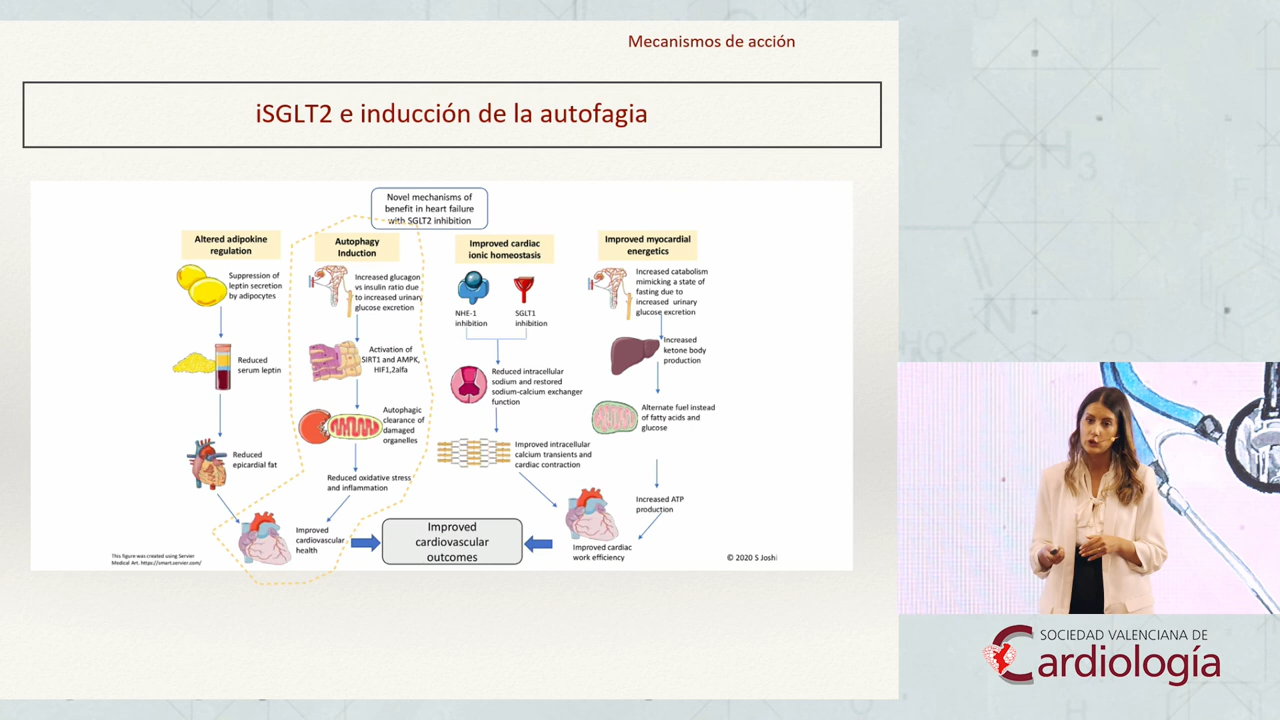 Mecanismos de acción
iSGLT2 e inducción de la autofagia
Novel mechanisms of
benefit in heart failure
with SGLT2 inhibition
Altered adipokine
regulation
Suppression of
leptin secretion
by adipocytes
Reduced
serum leptin
Reduced
epicardial fat
Autophagy
Induction
Increased glucagon
vs insulin ratio due
to increased urinary
glucose excretion
Activation of
SIRT1 and AMPK,
HIF1,2alfa
Autophagic
clearance of
damaged
organelles
Reduced oxidative stress
and inflammation
Improved
cardiovascular
health
Improved cardiac
ionic homeostasis
NHE-1
inhibition
SGLT1
inhibition
Reduced intracellular
sodium and restored
sodium-calcium exchanger
function
Improved intracellular
calcium transients and
cardiac contraction
Improved myocardial
energetics
Increased catabolism
mimicking a state of
fasting due to
increased urinary
glucose excretion
Increased
ketone body
production
Alternate fuel instead
of fatty acids and
glucose
Increased ATP
production
Improved cardiac
work efficiency
Improved
cardiovascular
outcomes
This figure was created using Servier
Medical Art. https://smart.servier.com/
© 2020 S Joshi
CH3
N
SOCIEDAD VALENCIANA DE
Cardiología